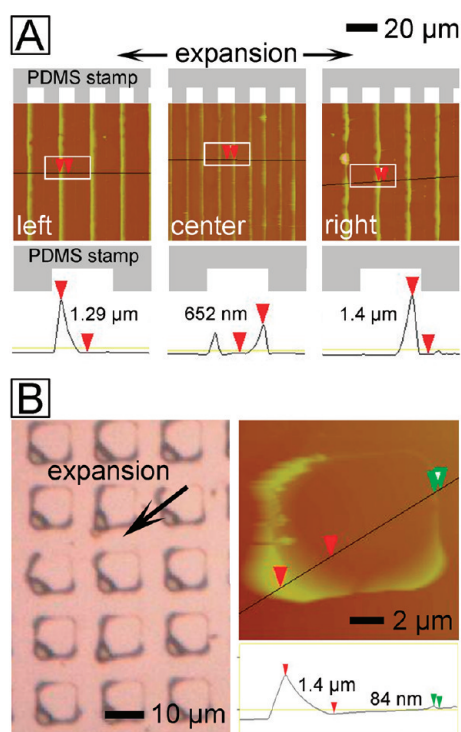 A
20 µm
expansion
PDMS stamp
left
center
right
PDMS stamp
1.29 µm
652 nm
1.4 µm
B
expansion
10 µm
2 µm
1.4 µm
84 nm